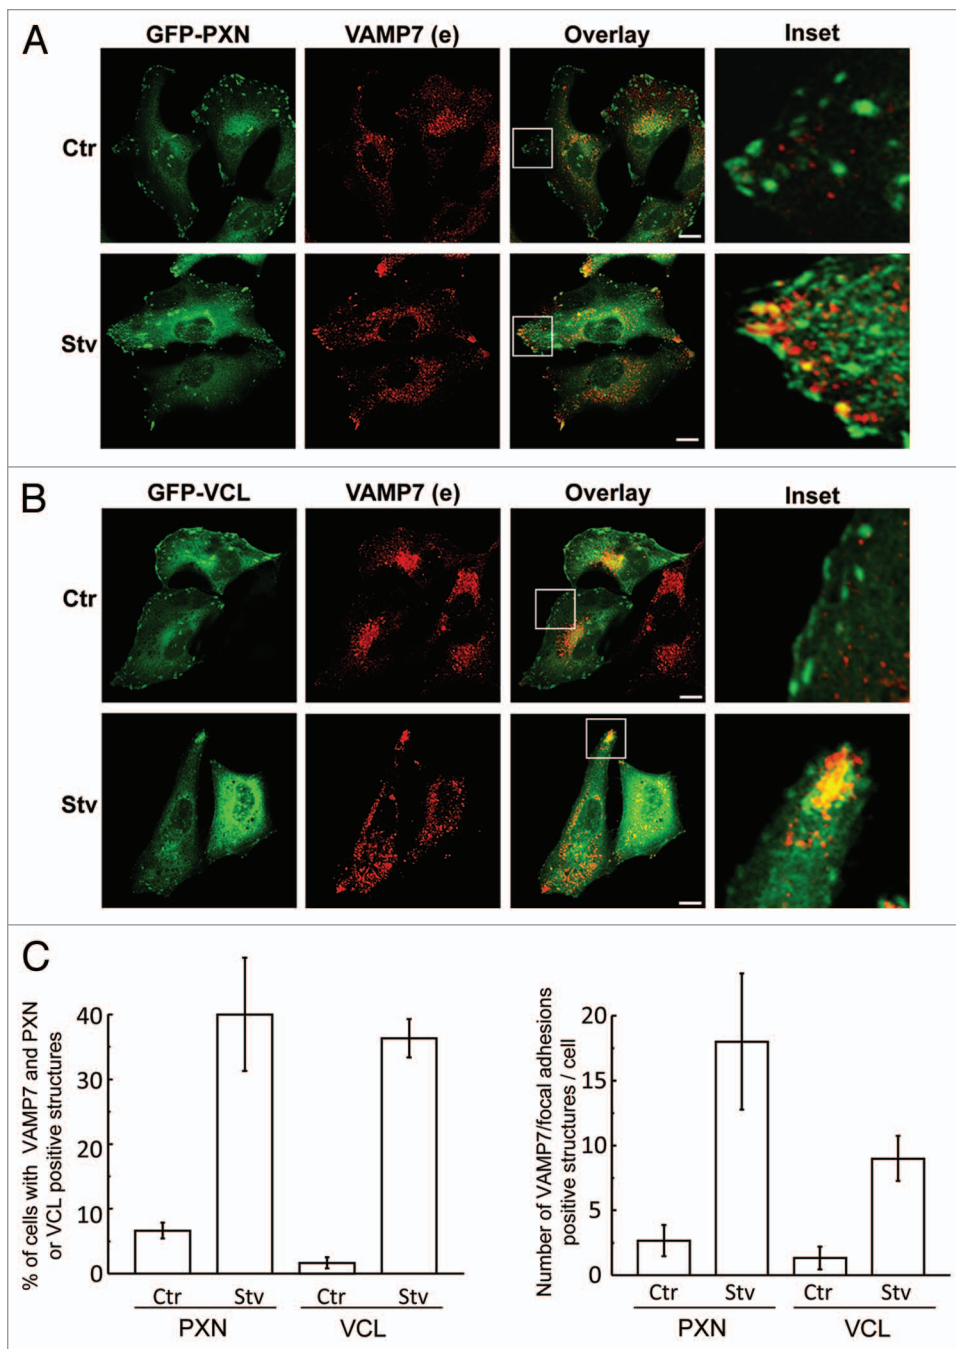 A
GFP-PXN VAMP7 (e) Overlay Inset
Ctr
Stv
B
GFP-VCL VAMP7 (e) Overlay Inset
Ctr
Stv
C
% of cells with VAMP7 and PXN
or VCL positive structures
40
30
20
10
0
Ctr Stv Ctr Stv
PXN VCL
Number of VAMP7/focal adhesions
positive structures / cell
20
15
10
5
0
Ctr Stv Ctr Stv
PXN VCL